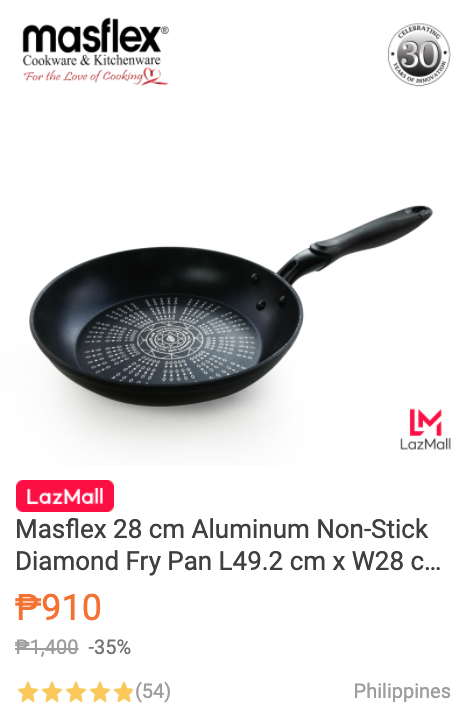 masflex®
Cookware & Kitchenware
"For the Love of Cooking
CELEBRATING
30
YEARS OF INNOVATION
LM
LazMall
LazMall
Masflex 28 cm Aluminum Non-Stick
Diamond Fry Pan L49.2 cm x W28 c...
₱910
₱1,400 -35%
(54)
Philippines